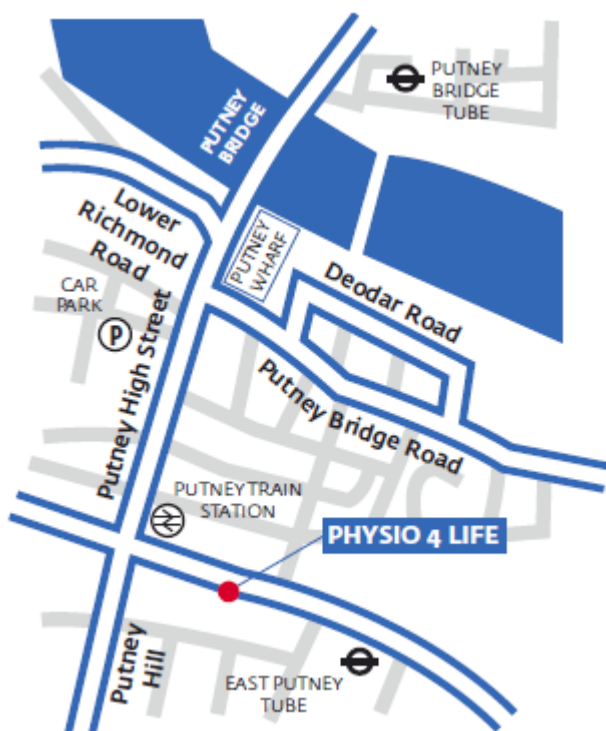 PUTNEY
BRIDGE
TUBE
PUTNEY
BRIDGE
Lower
Richmond
Road
PUTNEY
WHARF
Deodar Road
CAR
PARK
P
Putney High Street
Putney Bridge Road
PUTNEY TRAIN
STATION
PHYSIO 4 LIFE
Putney
Hill
EAST PUTNEY
TUBE